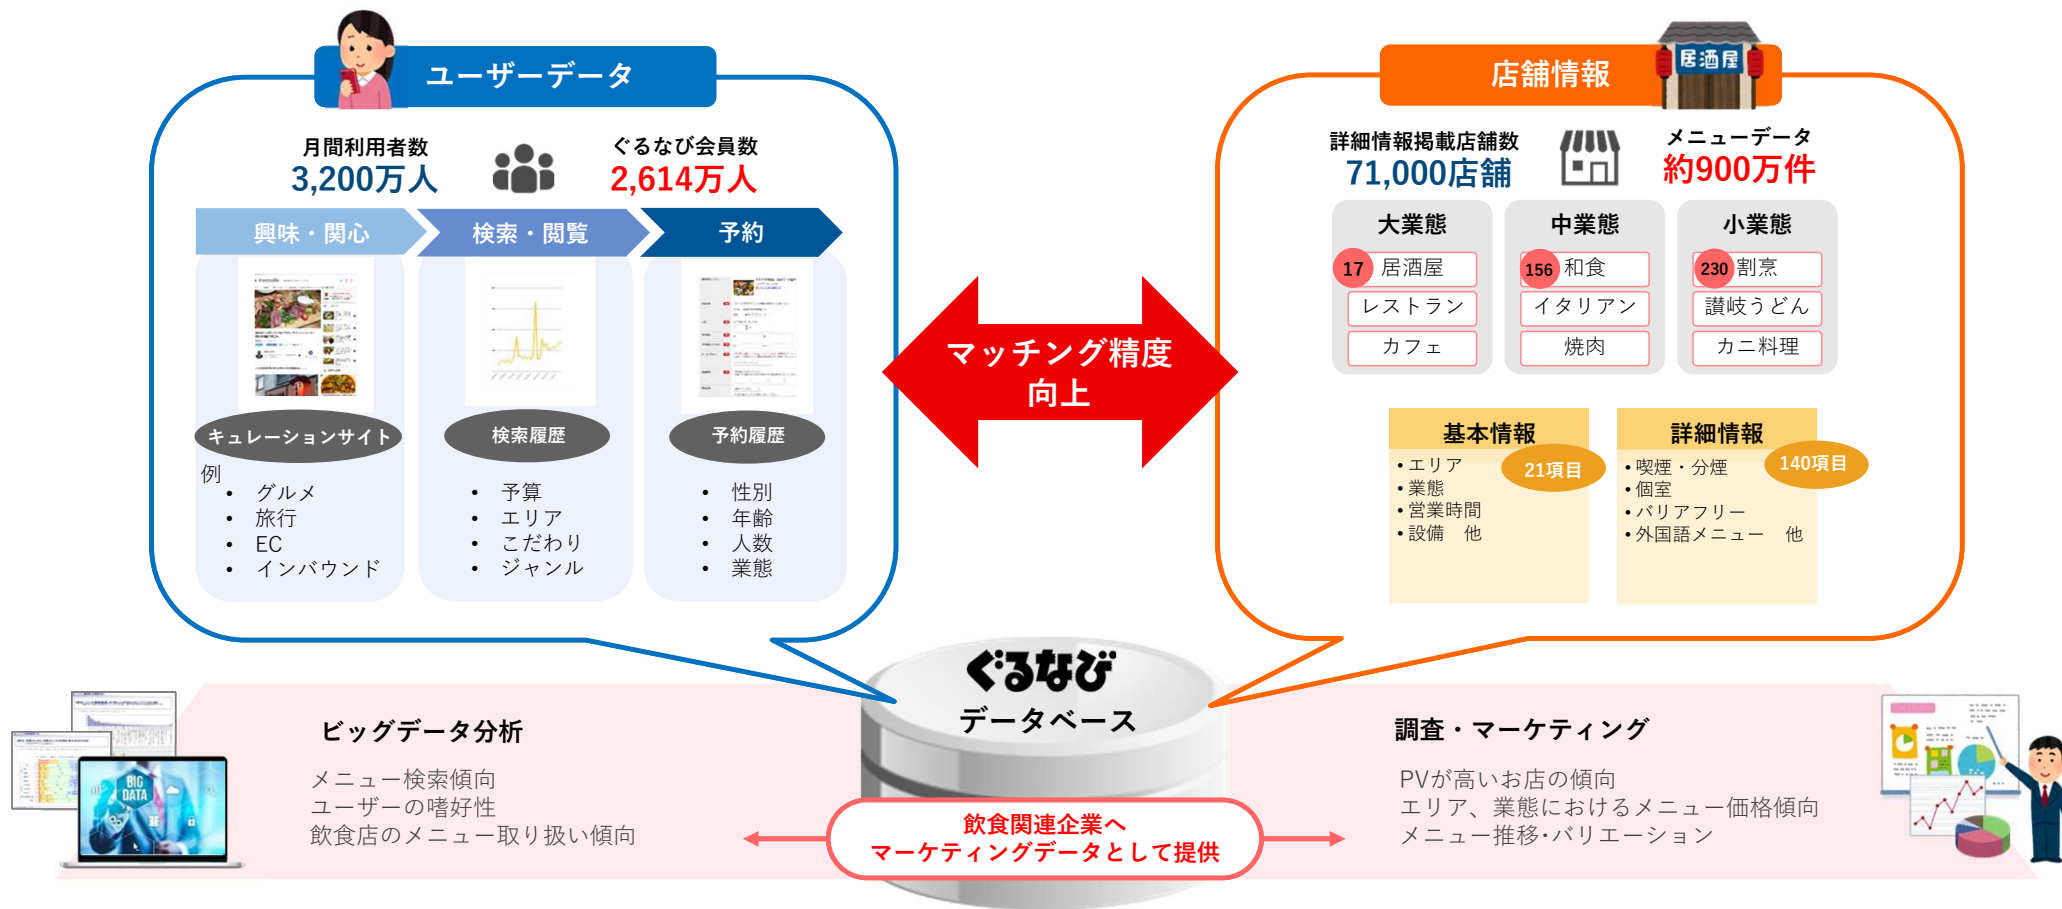 ユーザーデータ
月間利用者数
3,200万人
ぐるなび会員数
2,614万人
興味・関心
検索・閲覧
予約
キュレーションサイト
検索履歴
予約履歴
例
• グルメ
• 旅行
• EC
• インバウンド
• 予算
• エリア
• こだわり
• ジャンル
• 性別
• 年齢
• 人数
• 業態
マッチング精度
向上
店舗情報
居酒屋
詳細情報掲載店舗数
71,000店舗
メニューデータ
約900万件
大業態
17 居酒屋
レストラン
カフェ
中業態
156 和食
イタリアン
焼肉
小業態
230 割烹
讃岐うどん
カニ料理
基本情報
21項目
• エリア
• 業態
• 営業時間
• 設備 他
詳細情報
140項目
• 喫煙・分煙
• 個室
• バリアフリー
• 外国語メニュー 他
ぐるなび
データベース
飲食関連企業へ
マーケティングデータとして提供
ビッグデータ分析
メニュー検索傾向
ユーザーの嗜好性
飲食店のメニュー取り扱い傾向
BIG
DATA
調査・マーケティング
PVが高いお店の傾向
エリア、業態におけるメニュー価格傾向
メニュー推移・バリエーション